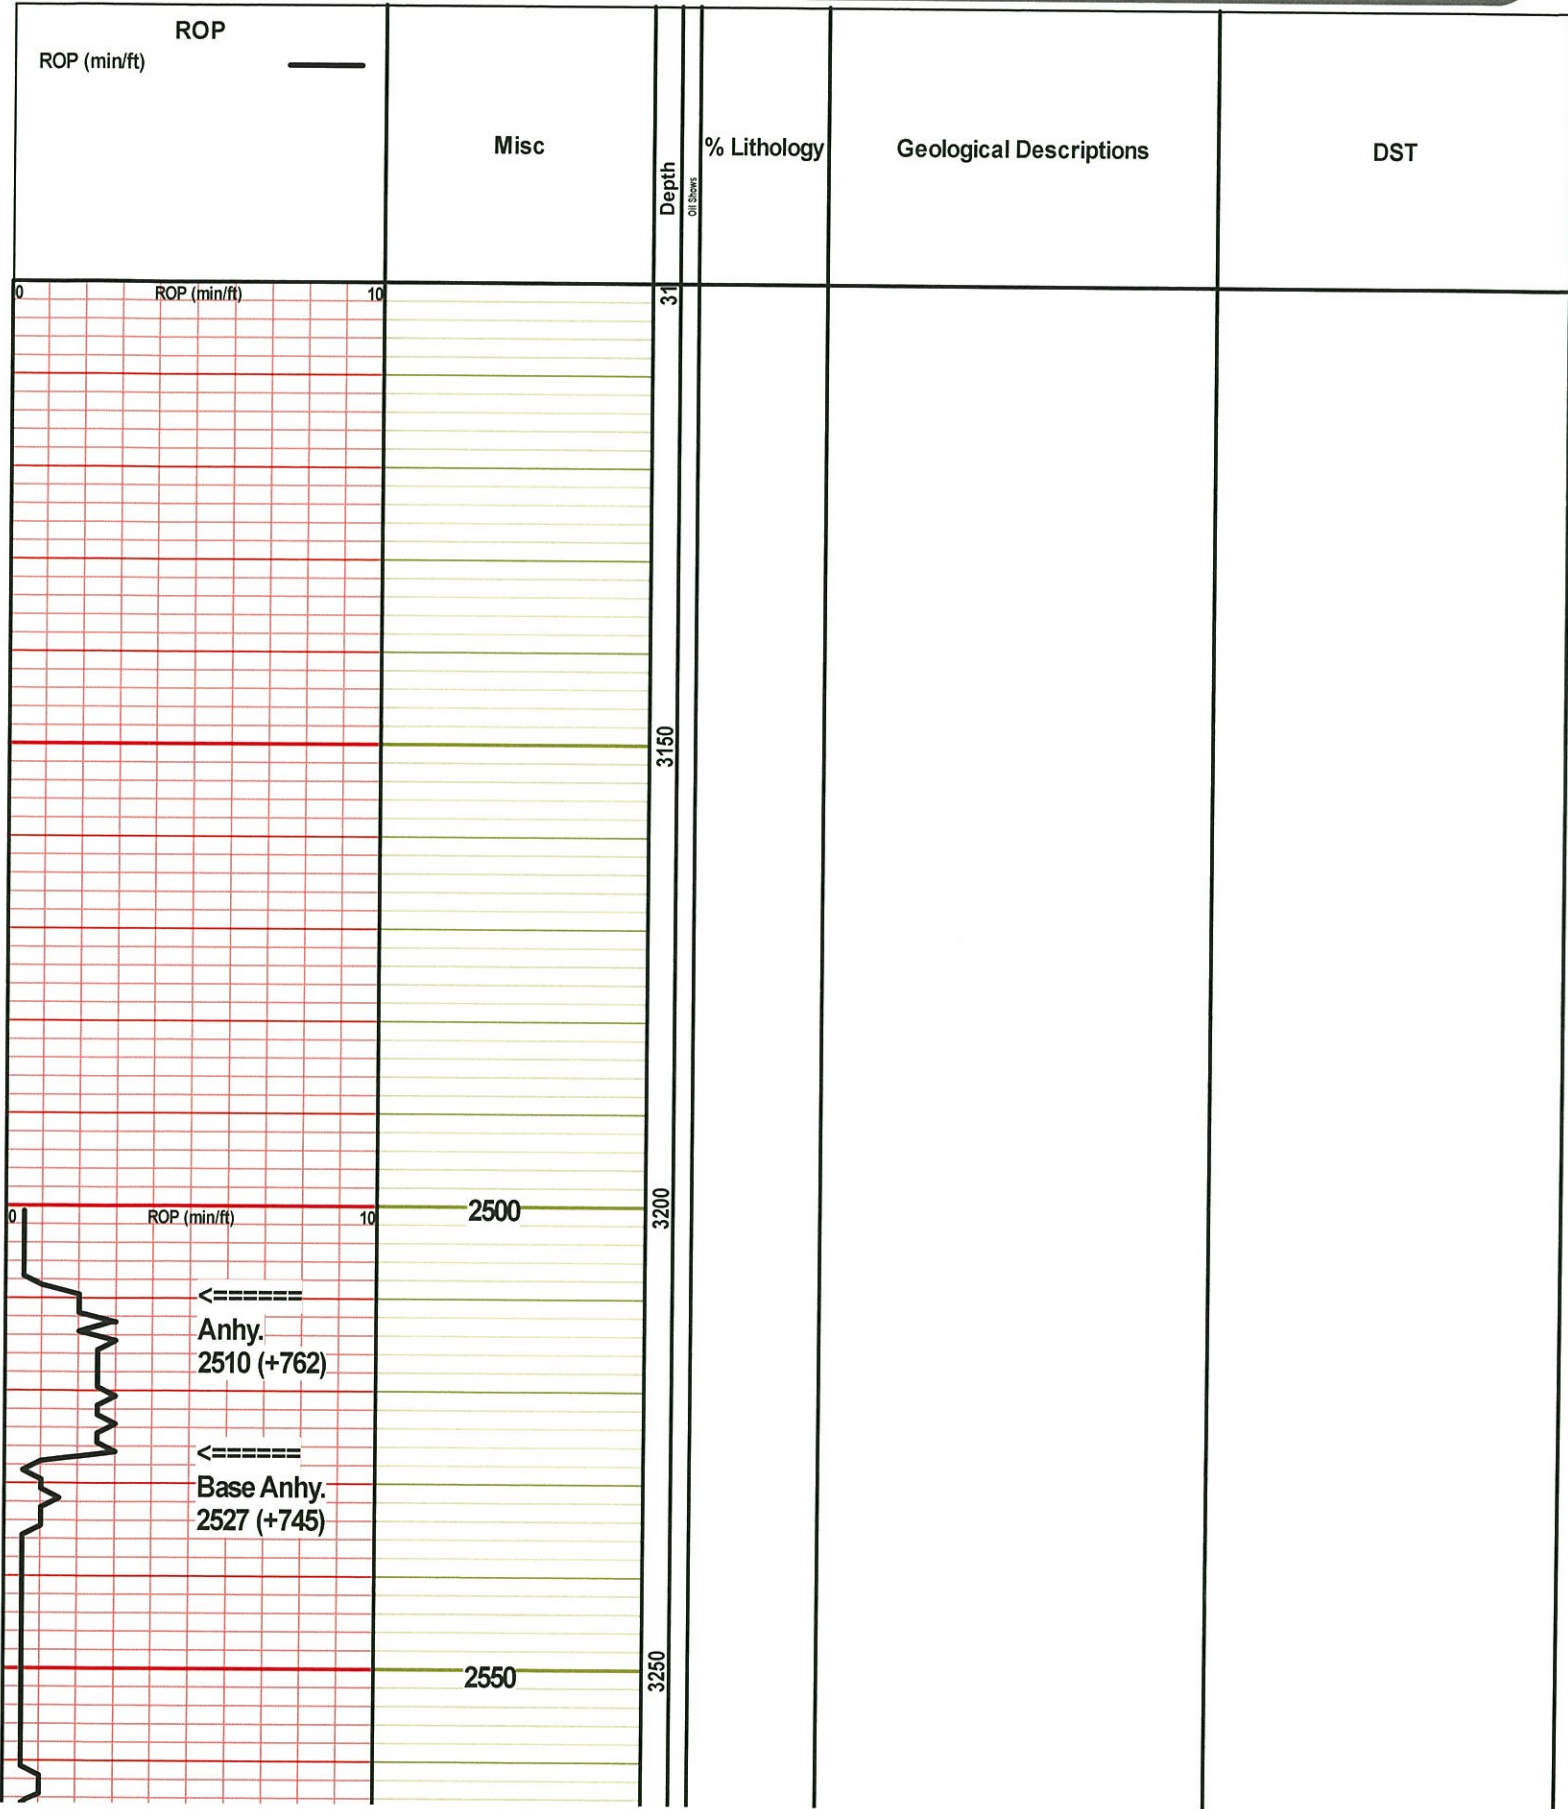 ROP
ROP (min/ft)
Misc
Depth
Oil Shows
% Lithology
Geological Descriptions
DST
0 ROP (min/ft) 10
31
3150
0 ROP (min/ft) 10
2500
3200
<======
Anhy.
2510 (+762)
<======
Base Anhy.
2527 (+745)
2550
3250